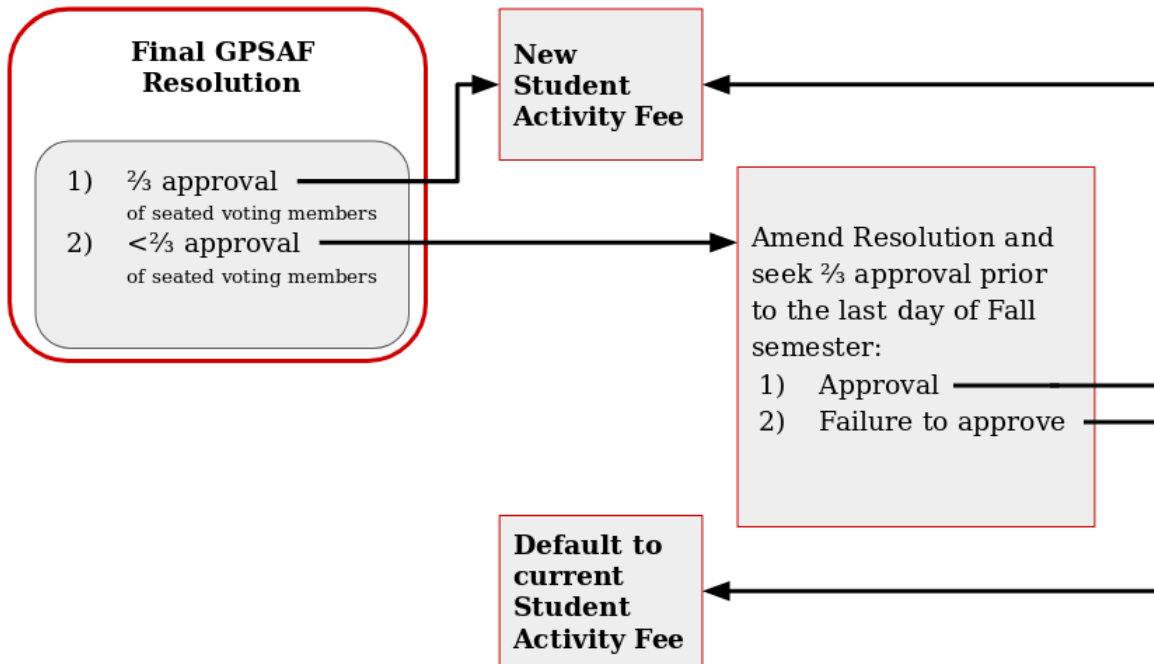 Final GPSAF
Resolution
1) ⅔ approval
of seated voting members
2) <⅔ approval
of seated voting members
New
Student
Activity Fee
Amend Resolution and
seek ⅔ approval prior
to the last day of Fall
semester:
1) Approval
2) Failure to approve
Default to
current
Student
Activity Fee